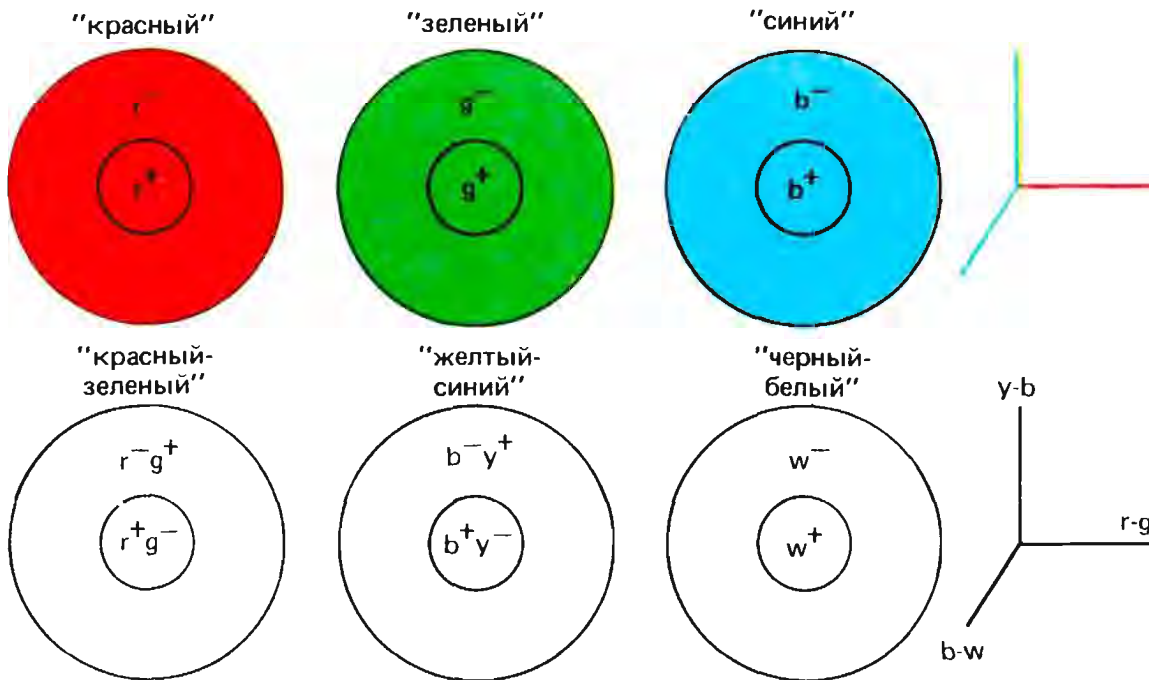 "красный" "зеленый" "синий"
r⁻ g⁻ b⁻
r⁺ g⁺ b⁺
"красный- "желтый- "черный-
зеленый" синий" белый"
y-b
r⁻g⁺ b⁻y⁺ w⁻
r-g
r⁺g⁻ b⁺y⁻ w⁺
b-w